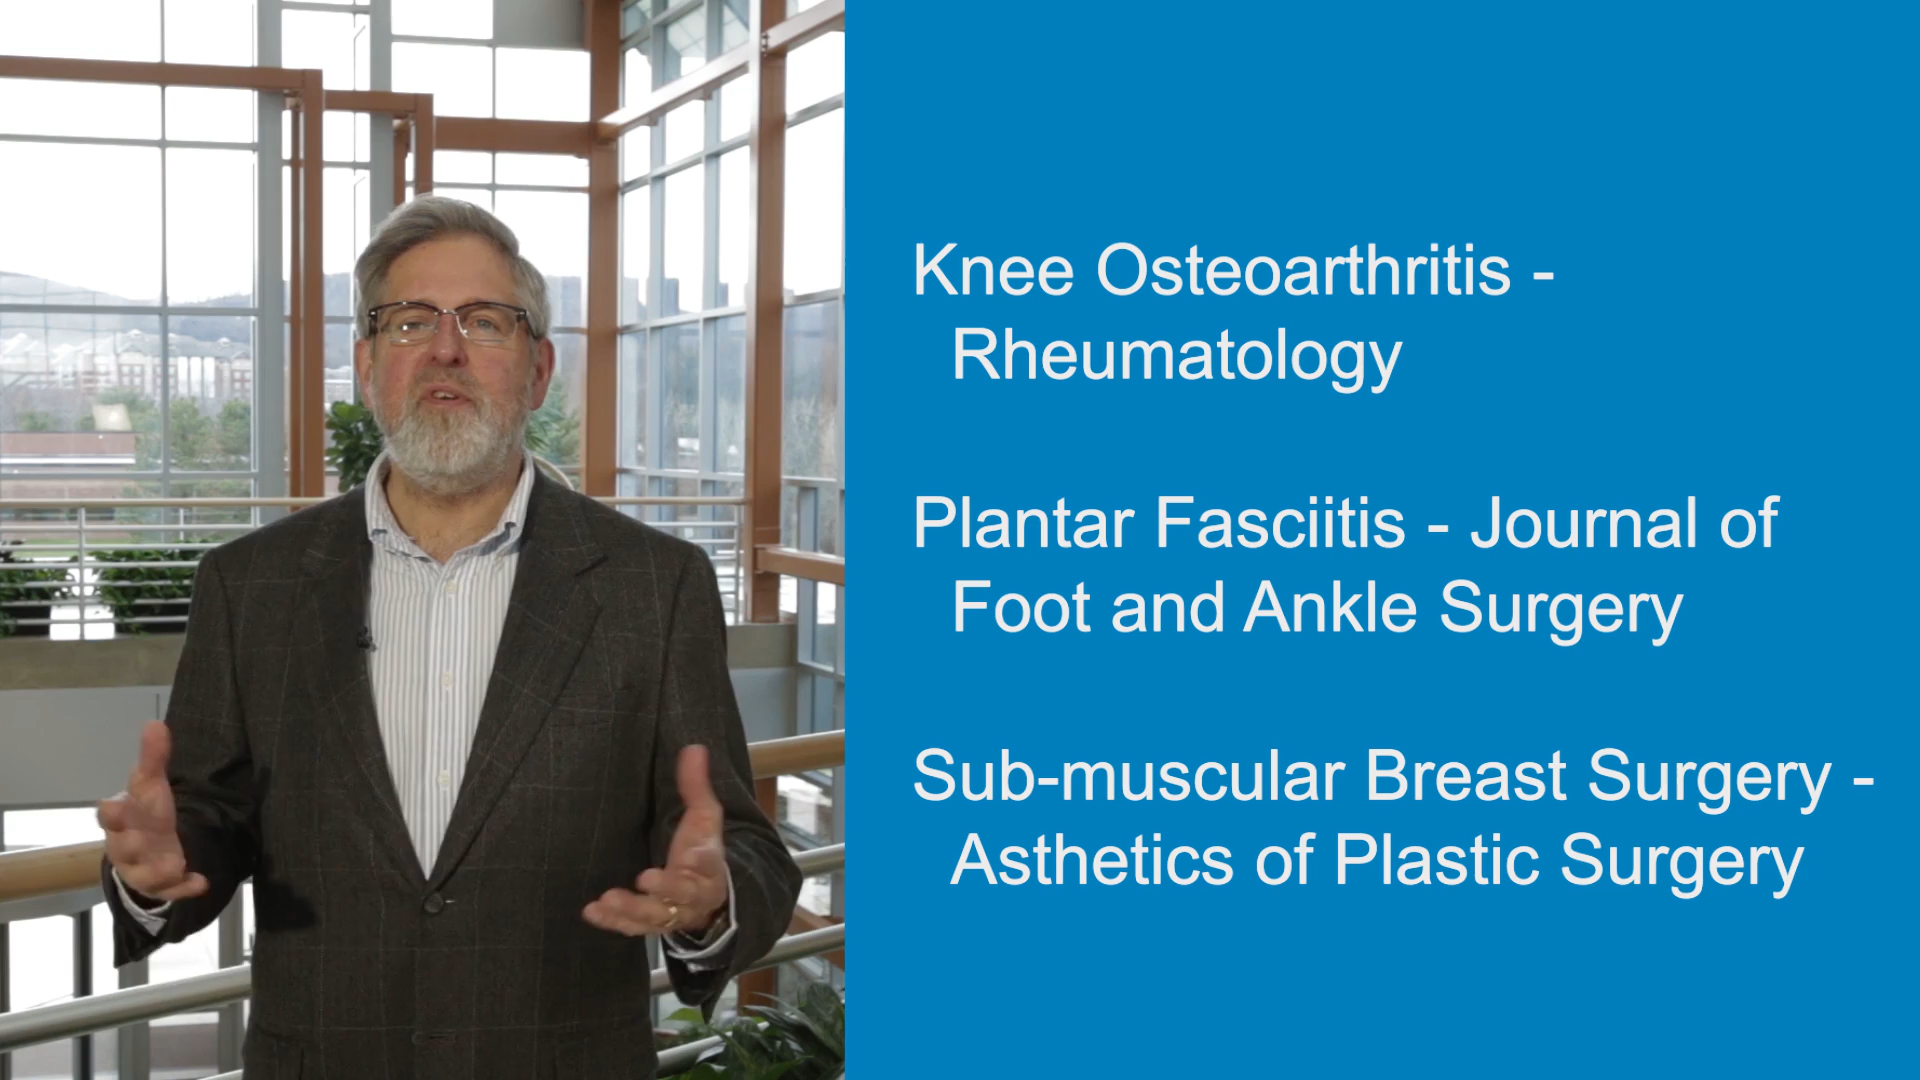 Knee Osteoarthritis -
Rheumatology
Plantar Fasciitis - Journal of
Foot and Ankle Surgery
Sub-muscular Breast Surgery -
Asthetics of Plastic Surgery